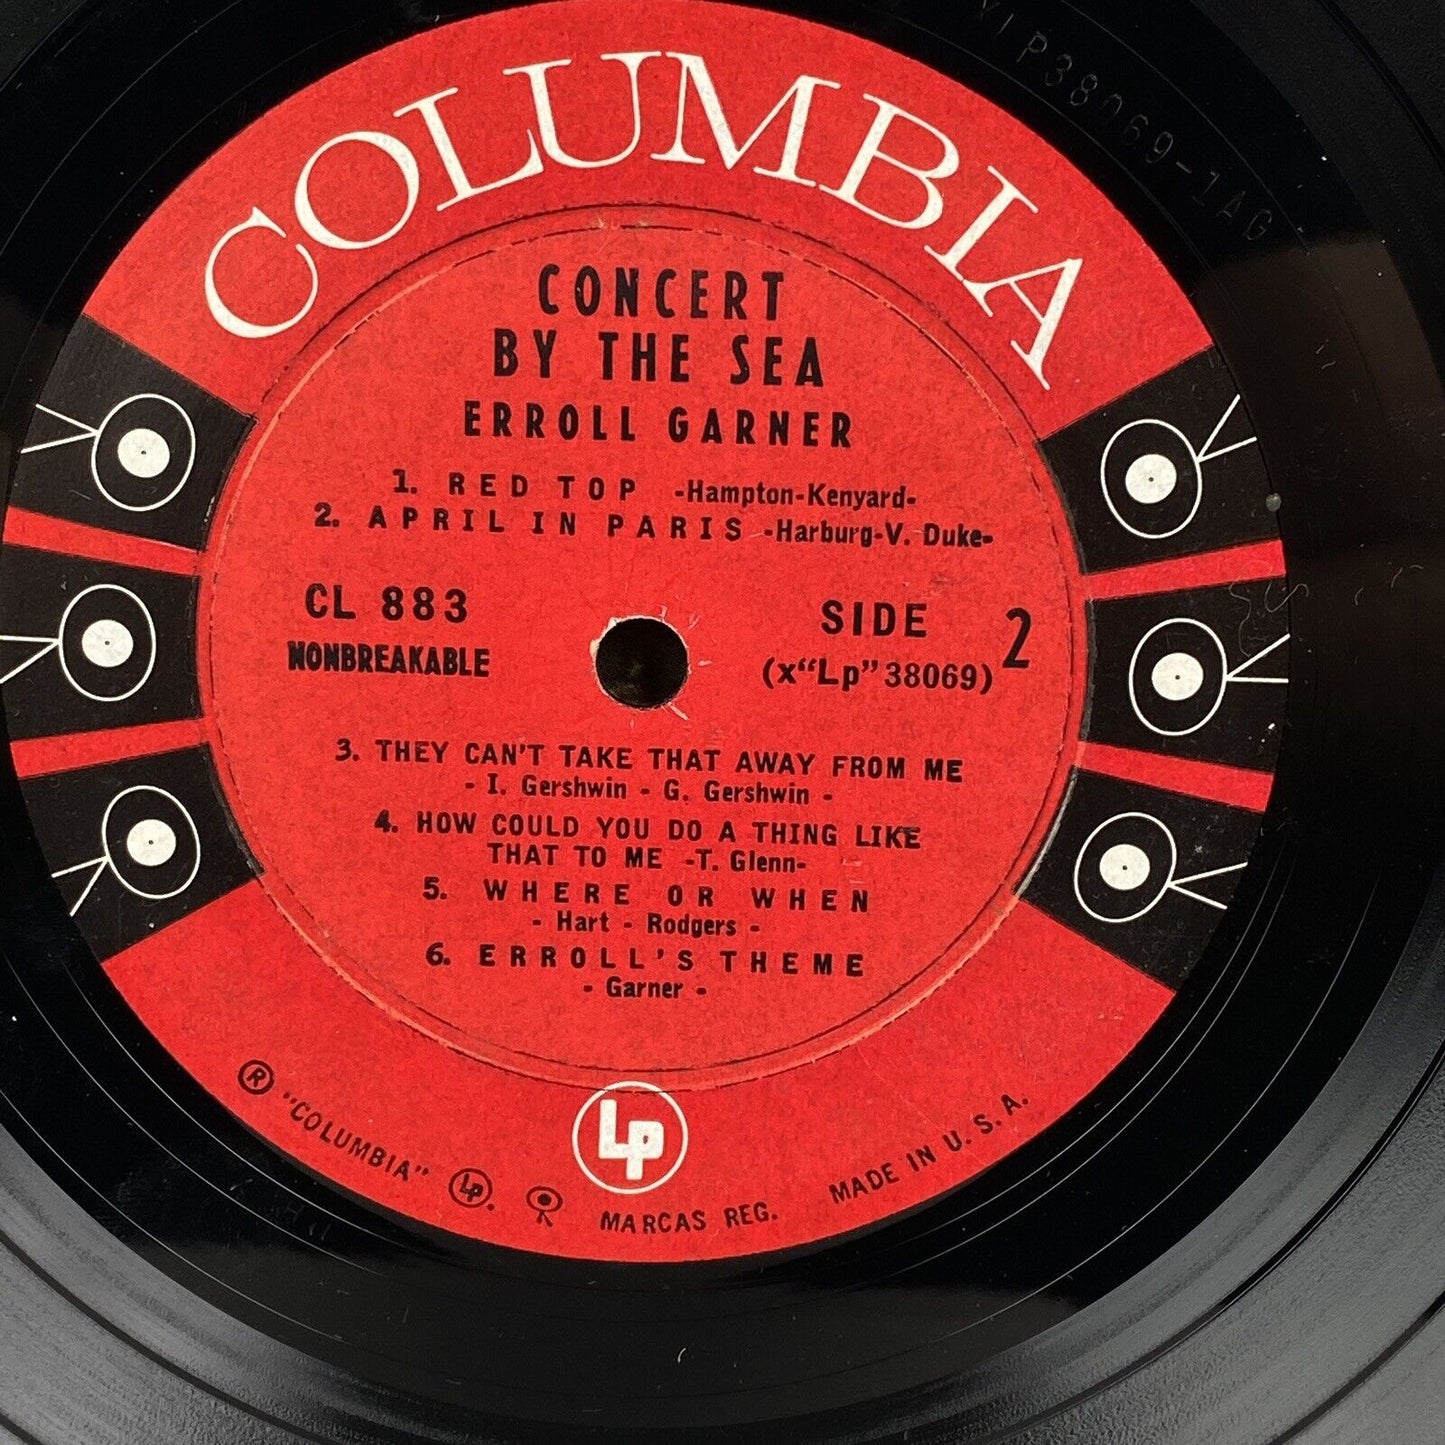 COLUMBIA
CONCERT
BY THE SEA
ERROLL GARNER
1. RED TOP -Hampton-Kenyard-
2. APRIL IN PARIS -Harburg-V. Duke-
CL 883
NONBREAKABLE
SIDE 2
(x“Lp” 38069)
3. THEY CAN'T TAKE THAT AWAY FROM ME
- I. Gershwin - G. Gershwin -
4. HOW COULD YOU DO A THING LIKE
THAT TO ME -T. Glenn-
5. WHERE OR WHEN
- Hart - Rodgers -
6. ERROLL'S THEME
- Garner -
LP
® "COLUMBIA" LP. MARCAS REG. MADE IN U. S. A.
XLP38069-1AG